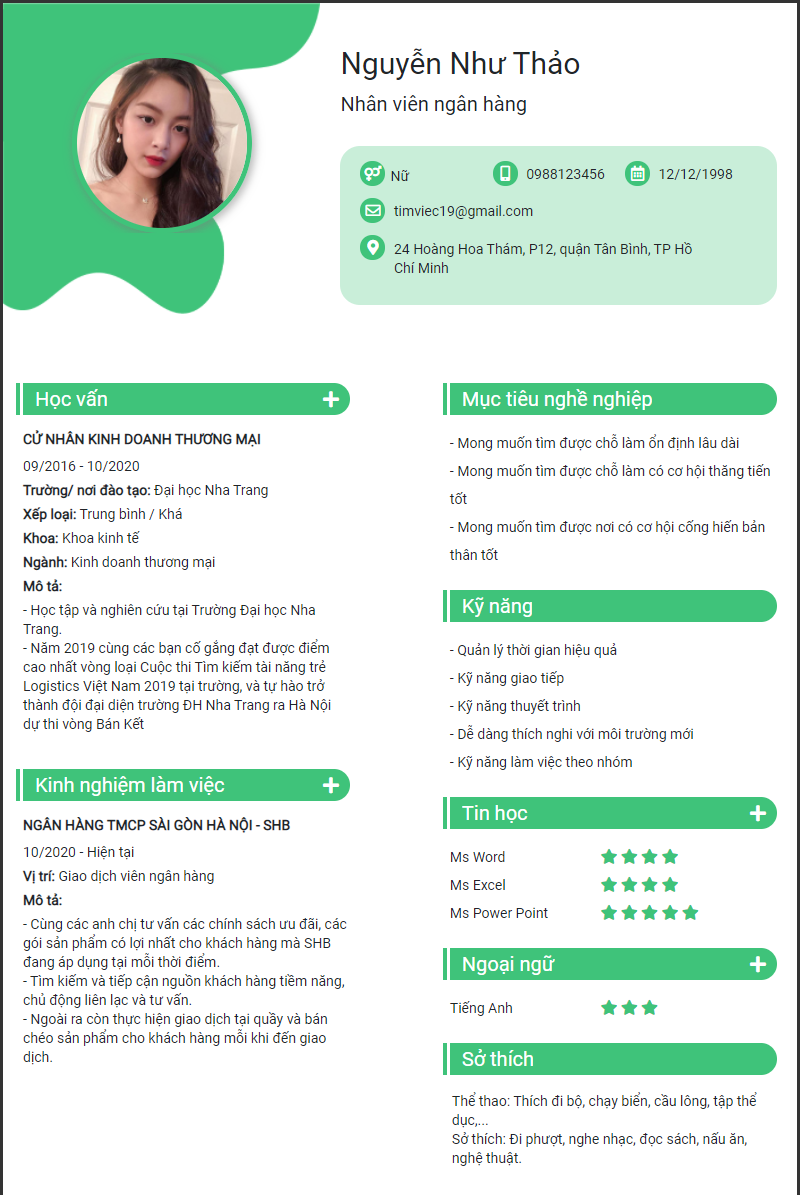 Nguyễn Như Thảo
Nhân viên ngân hàng
Nữ
0988123456
12/12/1998
timviec19@gmail.com
24 Hoàng Hoa Thám, P12, quận Tân Bình, TP Hồ
Chí Minh
Học vấn
CỬ NHÂN KINH DOANH THƯƠNG MẠI
09/2016 - 10/2020
Trường/ nơi đào tạo: Đại học Nha Trang
Xếp loại: Trung bình / Khá
Khoa: Khoa kinh tế
Ngành: Kinh doanh thương mại
Mô tả:
- Học tập và nghiên cứu tại Trường Đại học Nha
Trang.
- Năm 2019 cùng các bạn cố gắng đạt được điểm
cao nhất vòng loại Cuộc thi Tìm kiếm tài năng trẻ
Logistics Việt Nam 2019 tại trường, và tự hào trở
thành đội đại diện trường ĐH Nha Trang ra Hà Nội
dự thi vòng Bán Kết
Kinh nghiệm làm việc
NGÂN HÀNG TMCP SÀI GÒN HÀ NỘI - SHB
10/2020 - Hiện tại
Vị trí: Giao dịch viên ngân hàng
Mô tả:
- Cùng các anh chị tư vấn các chính sách ưu đãi, các
gói sản phẩm có lợi nhất cho khách hàng mà SHB
đang áp dụng tại mỗi thời điểm.
- Tìm kiếm và tiếp cận nguồn khách hàng tiềm năng,
chủ động liên lạc và tư vấn.
- Ngoài ra còn thực hiện giao dịch tại quầy và bán
chéo sản phẩm cho khách hàng mỗi khi đến giao
dịch.
Mục tiêu nghề nghiệp
- Mong muốn tìm được chỗ làm ổn định lâu dài
- Mong muốn tìm được chỗ làm có cơ hội thăng tiến
tốt
- Mong muốn tìm được nơi có cơ hội cống hiến bản
thân tốt
Kỹ năng
- Quản lý thời gian hiệu quả
- Kỹ năng giao tiếp
- Kỹ năng thuyết trình
- Dễ dàng thích nghi với môi trường mới
- Kỹ năng làm việc theo nhóm
Tin học
Ms Word
Ms Excel
Ms Power Point
Ngoại ngữ
Tiếng Anh
Sở thích
Thể thao: Thích đi bộ, chạy biển, cầu lông, tập thể
dục,...
Sở thích: Đi phượt, nghe nhạc, đọc sách, nấu ăn,
nghệ thuật.